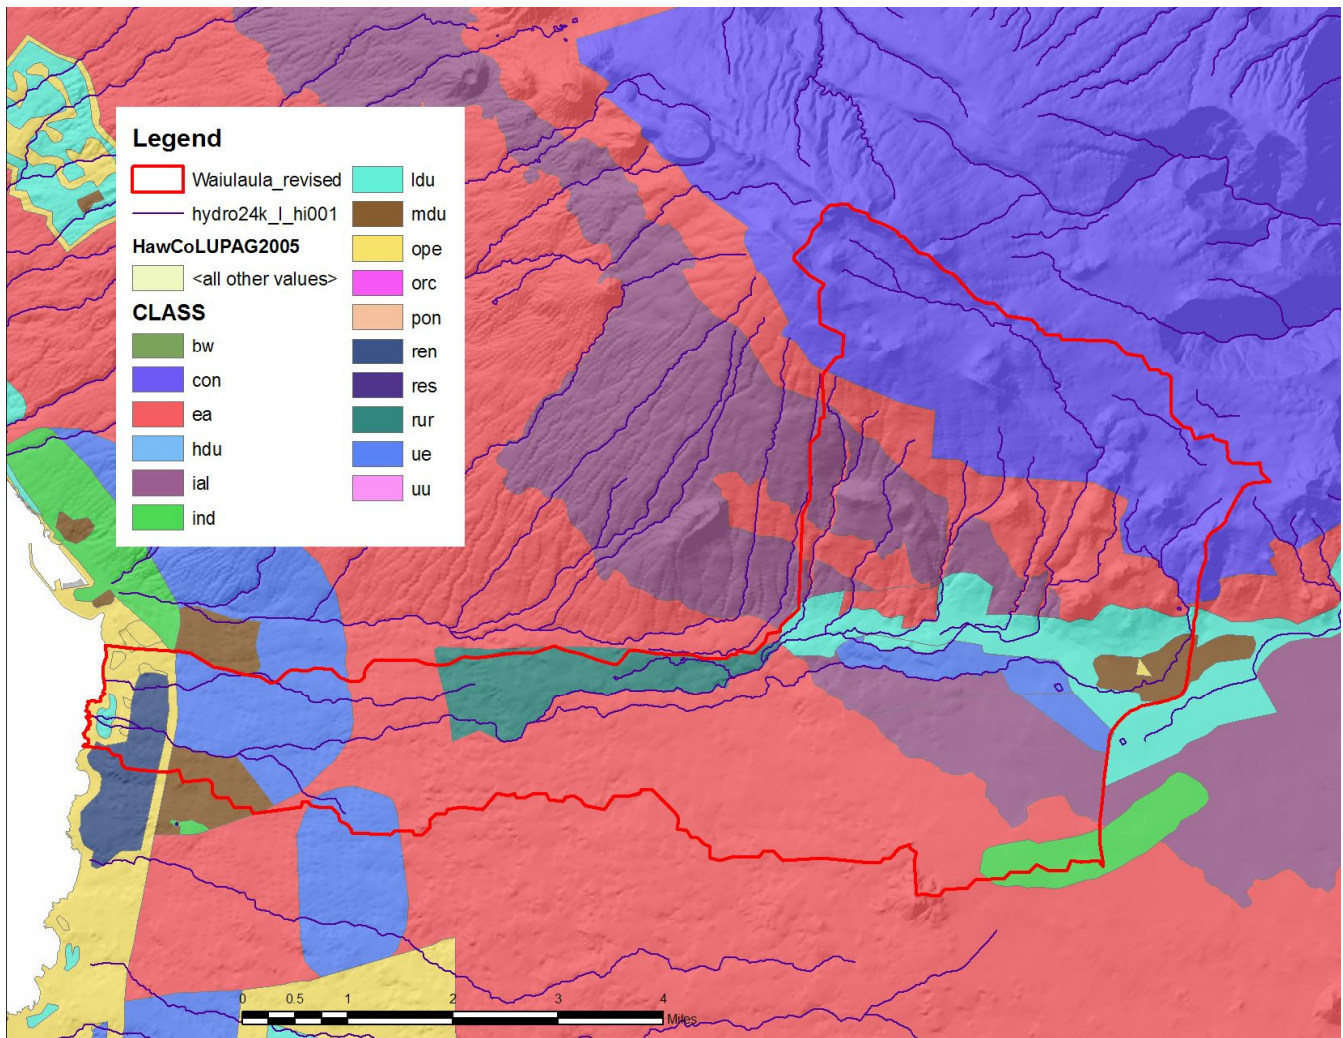 Legend
Waiulaula_revised
hydro24k_l_hi001
HawCoLUPAG2005
<all other values>
CLASS
bw
con
ea
hdu
ial
ind
ldu
mdu
ope
orc
pon
ren
res
rur
ue
uu
0 0.5 1 2 3 4
Miles